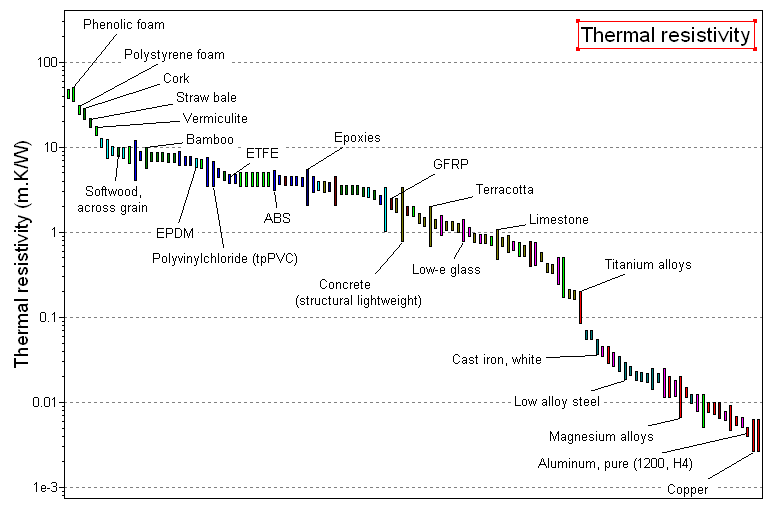 Thermal resistivity
Thermal resistivity (m.K/W)
100
10
1
0.1
0.01
1e-3
Phenolic foam
Polystyrene foam
Cork
Straw bale
Vermiculite
Bamboo
ETFE
Epoxies
GFRP
Terracotta
Limestone
Titanium alloys
Softwood,
across grain
EPDM
Polyvinylchloride (tpPVC)
ABS
Concrete
(structural lightweight)
Low-e glass
Cast iron, white
Low alloy steel
Magnesium alloys
Aluminum, pure (1200, H4)
Copper